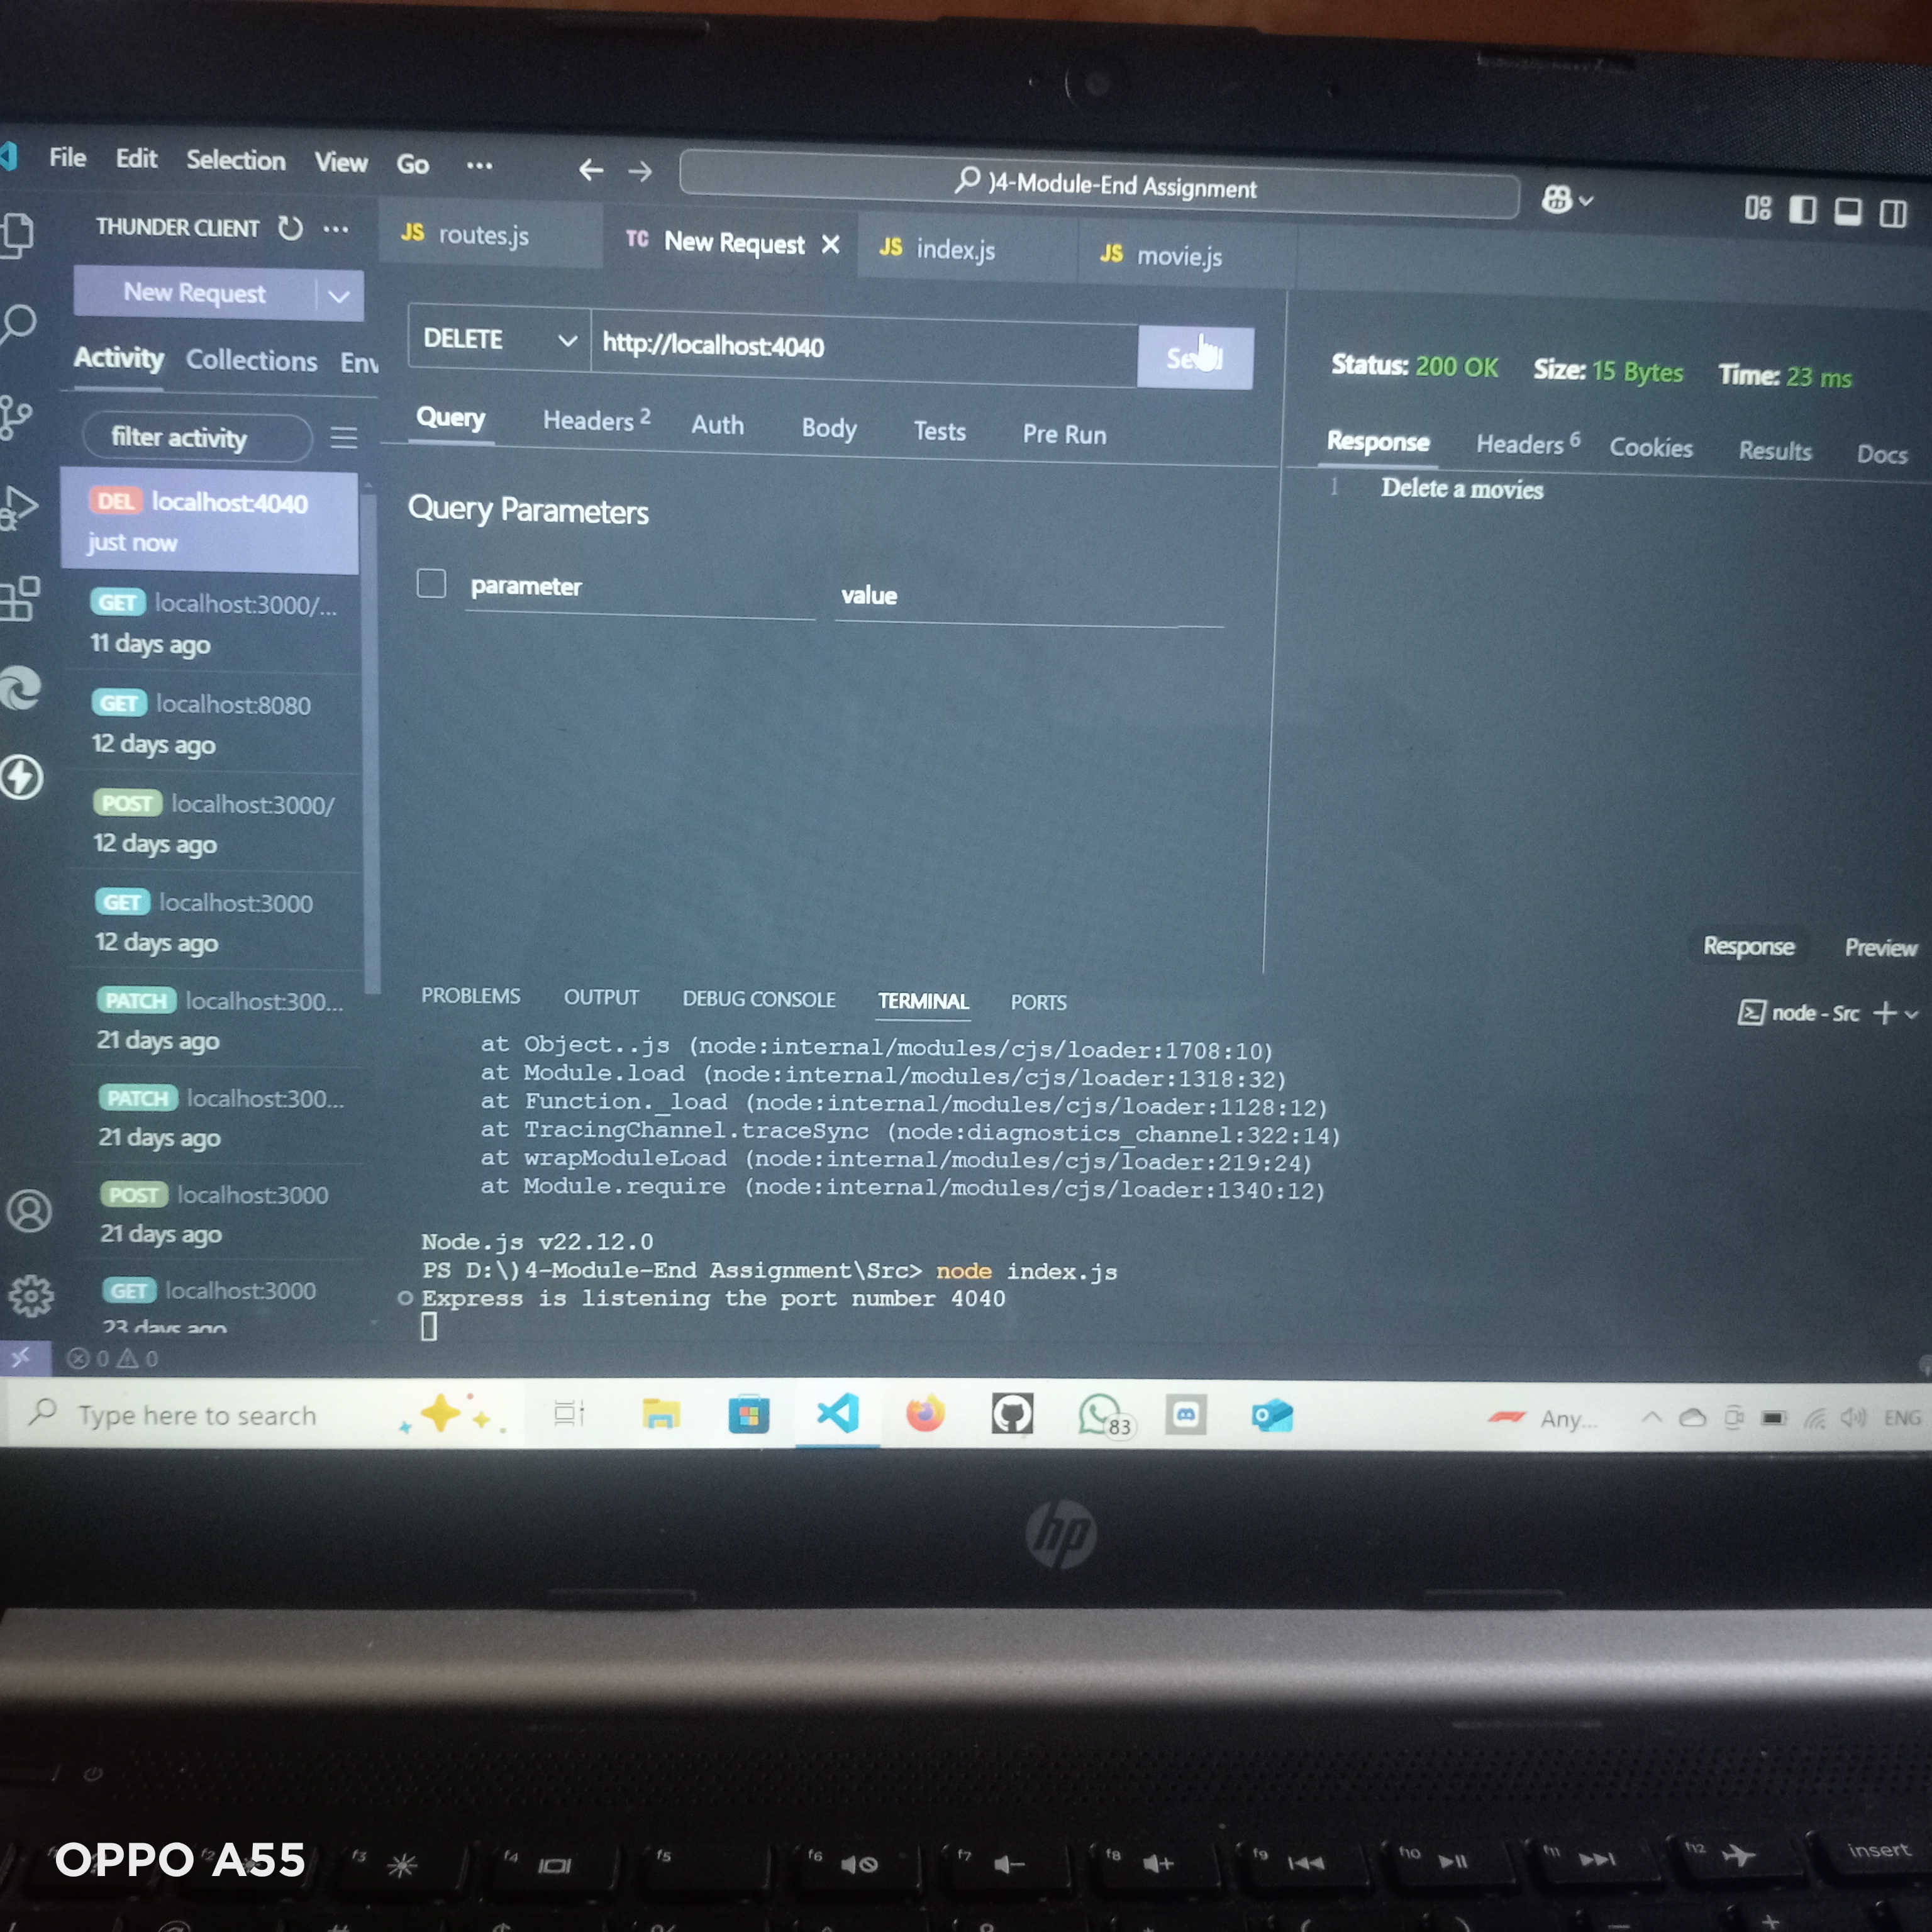 File Edit Selection View Go ...
)4-Module-End Assignment
THUNDER CLIENT ...
JS routes.js
TC New Request
JS index.js
JS movie.js
New Request
Activity Collections Env
filter activity
DEL localhost:4040
just now
GET localhost:3000/...
11 days ago
GET localhost:8080
12 days ago
POST localhost:3000/
12 days ago
GET localhost:3000
12 days ago
PATCH localhost:300...
21 days ago
PATCH localhost:300...
21 days ago
POST localhost:3000
21 days ago
GET localhost:3000
23 days ago
DELETE http://localhost:4040
Query Headers 2 Auth Body Tests Pre Run
Query Parameters
parameter value
Status: 200 OK Size: 15 Bytes Time: 23 ms
Response Headers 6 Cookies Results Docs
1 Delete a movies
Response Preview
PROBLEMS OUTPUT DEBUG CONSOLE TERMINAL PORTS
node - Src
at Object..js (node:internal/modules/cjs/loader:1708:10)
at Module.load (node:internal/modules/cjs/loader:1318:32)
at Function._load (node:internal/modules/cjs/loader:1128:12)
at TracingChannel.traceSync (node:diagnostics_channel:322:14)
at wrapModuleLoad (node:internal/modules/cjs/loader:219:24)
at Module.require (node:internal/modules/cjs/loader:1340:12)
Node.js v22.12.0
PS D:\)4-Module-End Assignment\Src> node index.js
Express is listening the port number 4040
0 0
Type here to search
83
Any... ENG
hp
OPPO A55
f3 f4 f5 f6 f7 f8 f9 f10 f11 f12 insert